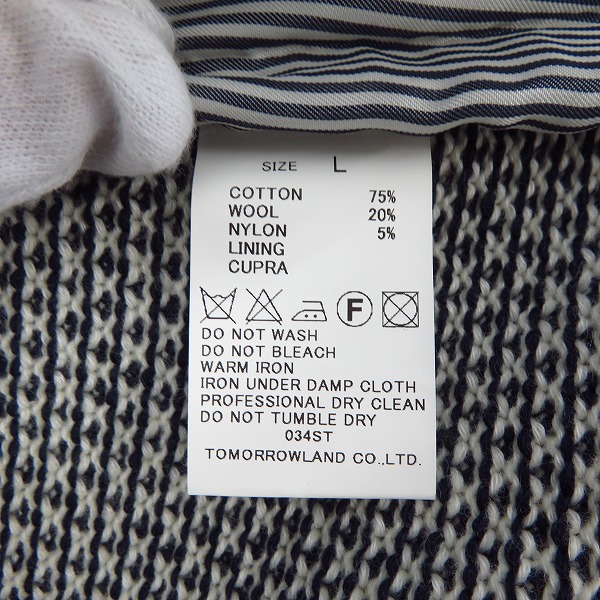 SIZE L
COTTON 75%
WOOL 20%
NYLON 5%
LINING
CUPRA
F
DO NOT WASH
DO NOT BLEACH
WARM IRON
IRON UNDER DAMP CLOTH
PROFESSIONAL DRY CLEAN
DO NOT TUMBLE DRY
034ST
TOMORROWLAND CO.,LTD.